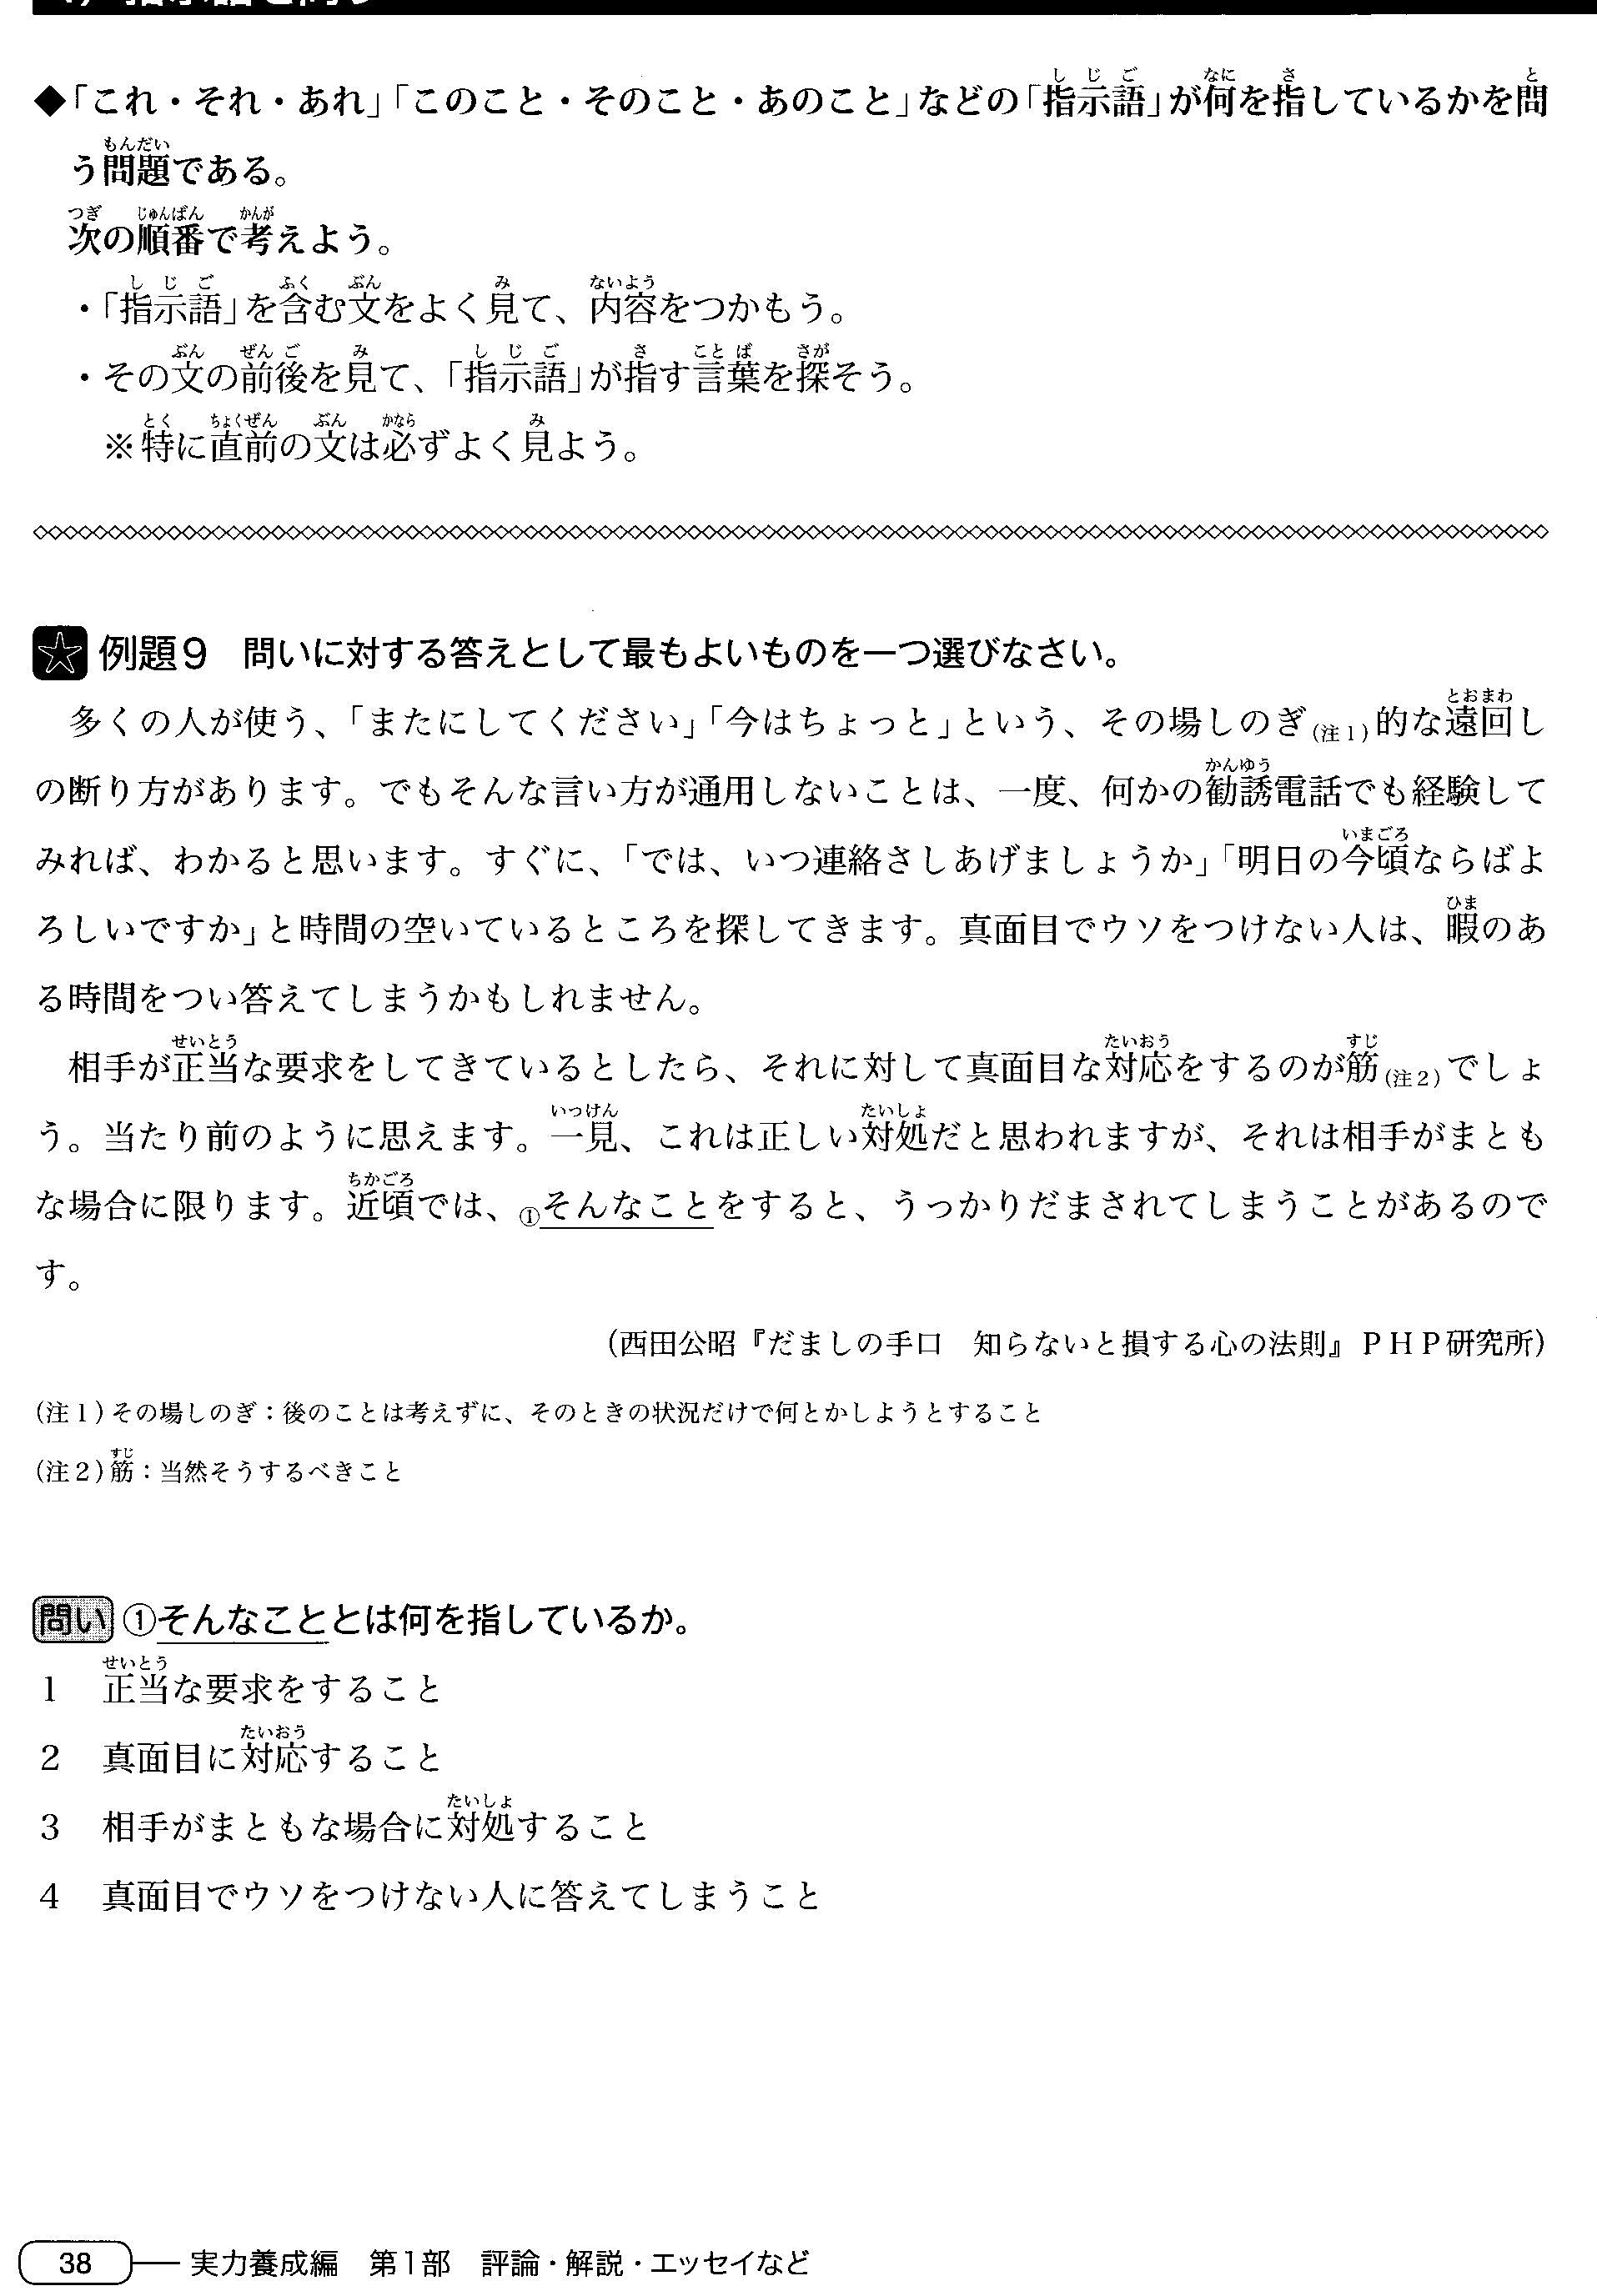 ◆「これ・それ・あれ」「このこと・そのこと・あのこと」などの「指示語」が何を指しているかを問
う問題である。
次の順番で考えよう。
・「指示語」を含む文をよく見て、内容をつかもう。
・その文の前後を見て、「指示語」が指す言葉を探そう。
※特に直前の文は必ずよく見よう。
☆ 例題9 問いに対する答えとして最もよいものを一つ選びなさい。
多くの人が使う、「またにしてください」「今はちょっと」という、その場しのぎ(注1)的な遠回し
の断り方があります。でもそんな言い方が通用しないことは、一度、何かの勧誘電話でも経験して
みれば、わかると思います。すぐに、「では、いつ連絡さしあげましょうか」「明日の今頃ならばよ
ろしいですか」と時間の空いているところを探してきます。真面目でウソをつけない人は、暇のあ
る時間をつい答えてしまうかもしれません。
相手が正当な要求をしてきているとしたら、それに対して真面目な対応をするのが筋(注2)でしょ
う。当たり前のように思えます。一見、これは正しい対処だと思われますが、それは相手がまとも
な場合に限ります。近頃では、①そんなことをすると、うっかりだまされてしまうことがあるので
す。
（西田公昭『だましの手口 知らないと損する心の法則』ＰＨＰ研究所）
(注1)その場しのぎ：後のことは考えずに、そのときの状況だけで何とかしようとすること
(注2)筋：当然そうするべきこと
問い ①そんなこととは何を指しているか。
1 正当な要求をすること
2 真面目に対応すること
3 相手がまともな場合に対処すること
4 真面目でウソをつけない人に答えてしまうこと
38 実力養成編 第1部 評論・解説・エッセイなど